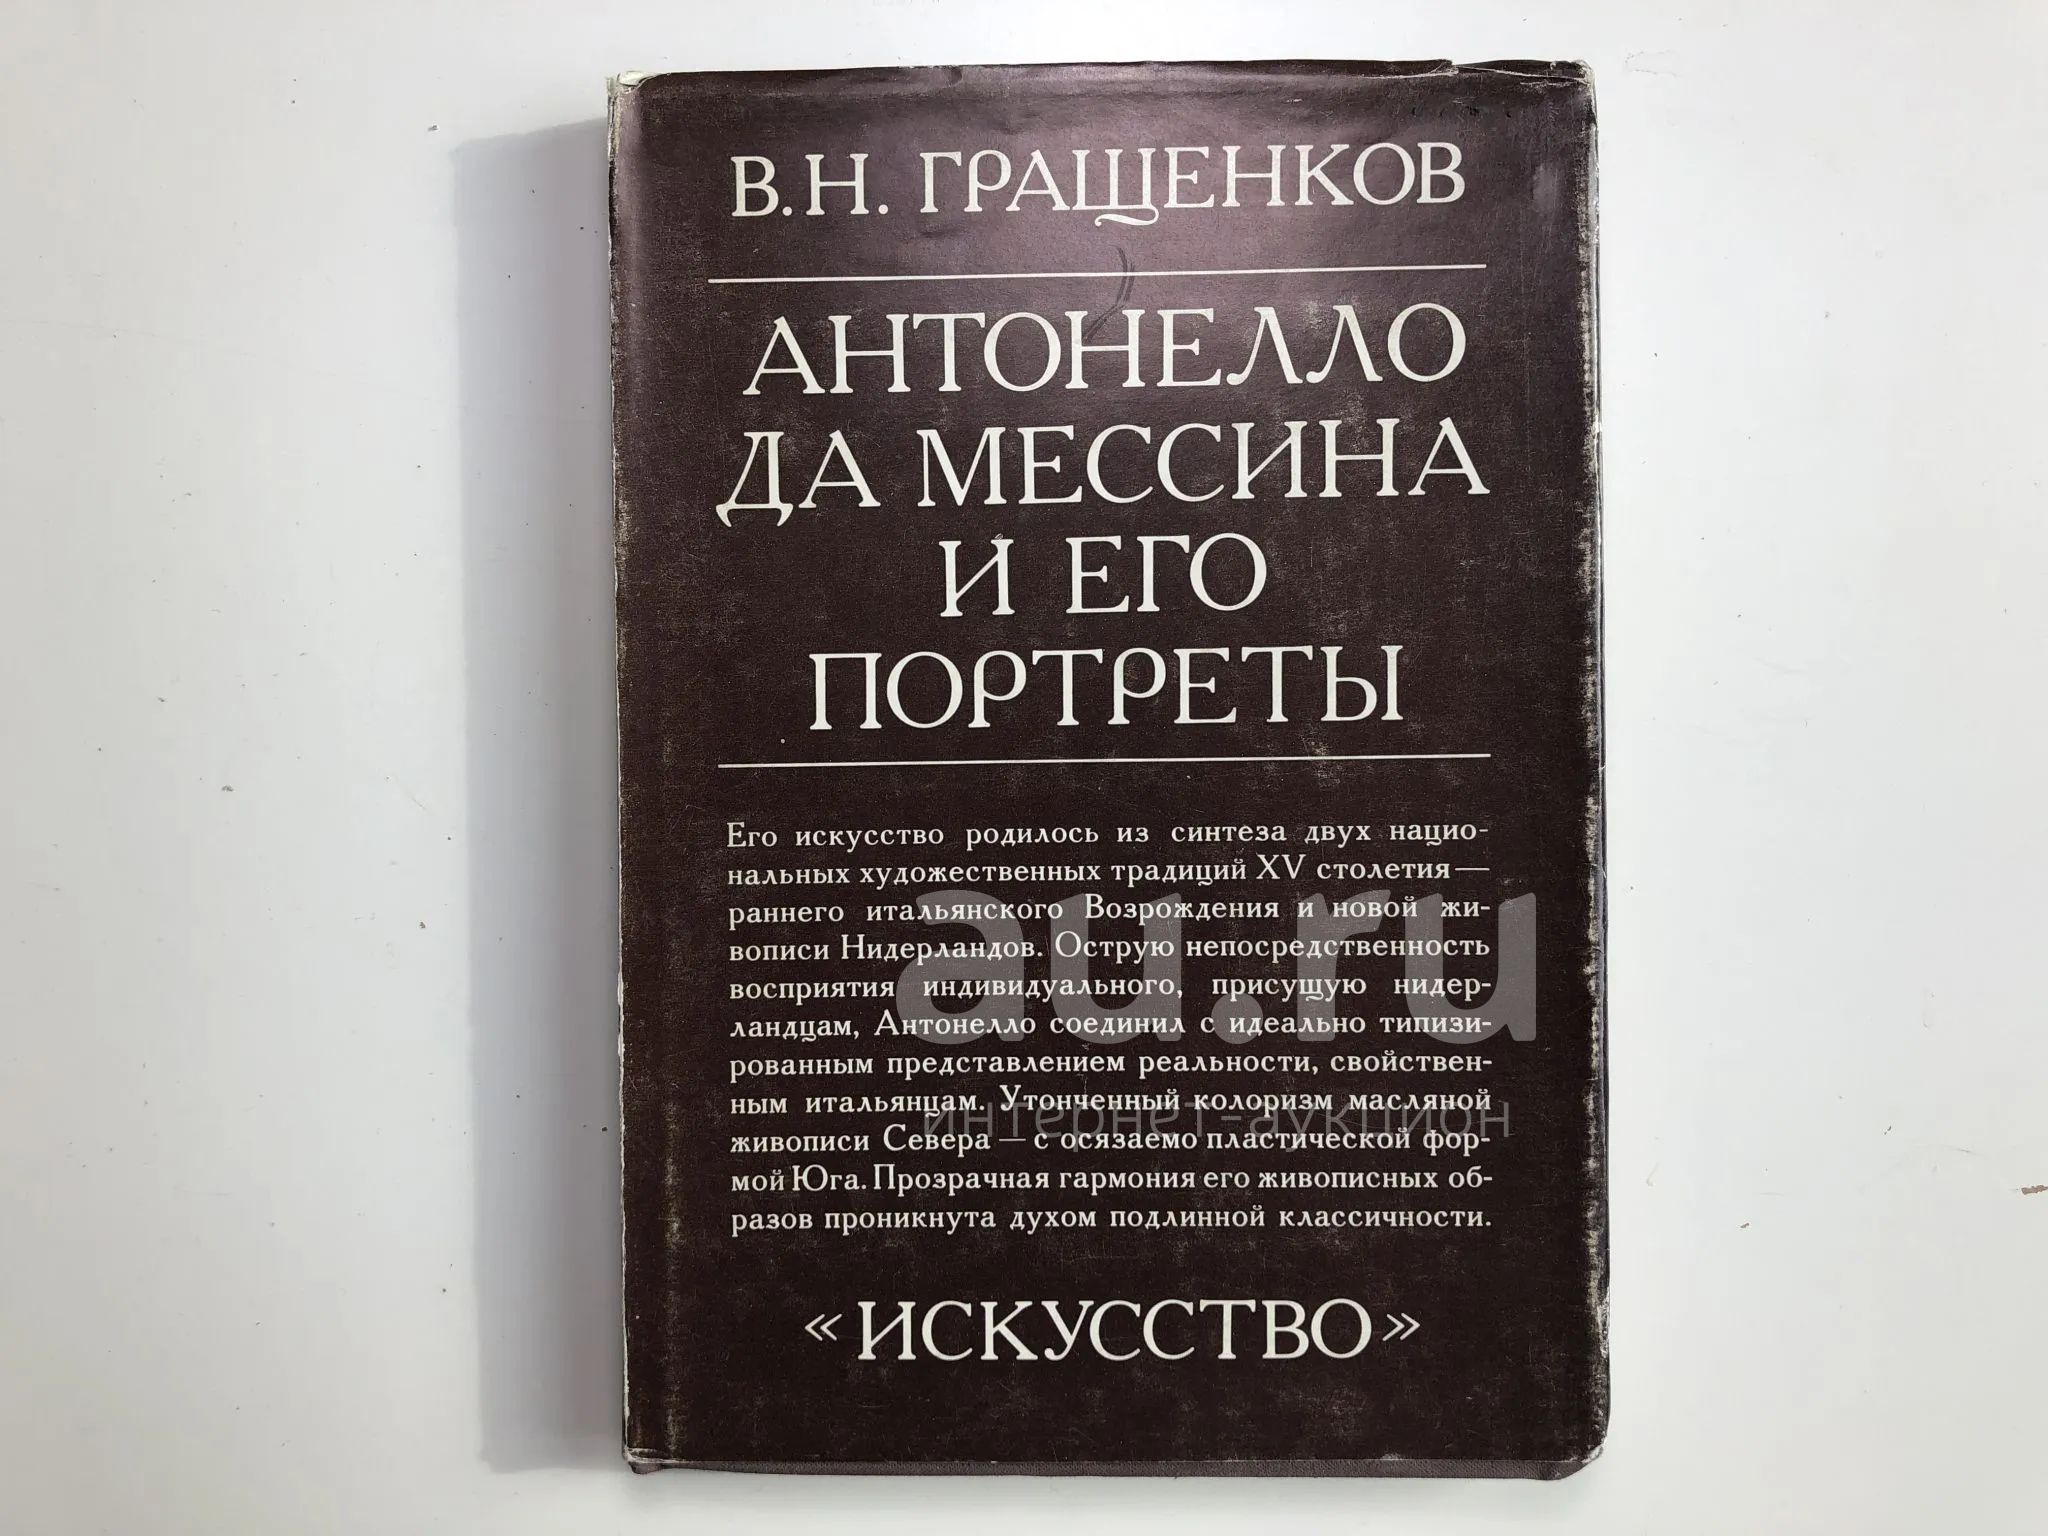 В.Н. ГРАЩЕНКОВ
АНТОНЕЛЛО
ДА МЕССИНА
И ЕГО
ПОРТРЕТЫ
Его искусство родилось из синтеза двух нацио-
нальных художественных традиций XV столетия —
раннего итальянского Возрождения и новой жи-
вописи Нидерландов. Острую непосредственность
восприятия индивидуального, присущую нидер-
ландцам, Антонелло соединил с идеально типизи-
рованным представлением реальности, свойствен-
ным итальянцам. Утонченный колоризм масляной
живописи Севера — с осязаемо пластической фор-
мой Юга. Прозрачная гармония его живописных об-
разов проникнута духом подлинной классичности.
«ИСКУССТВО»
au.ru
интернет-аукцион